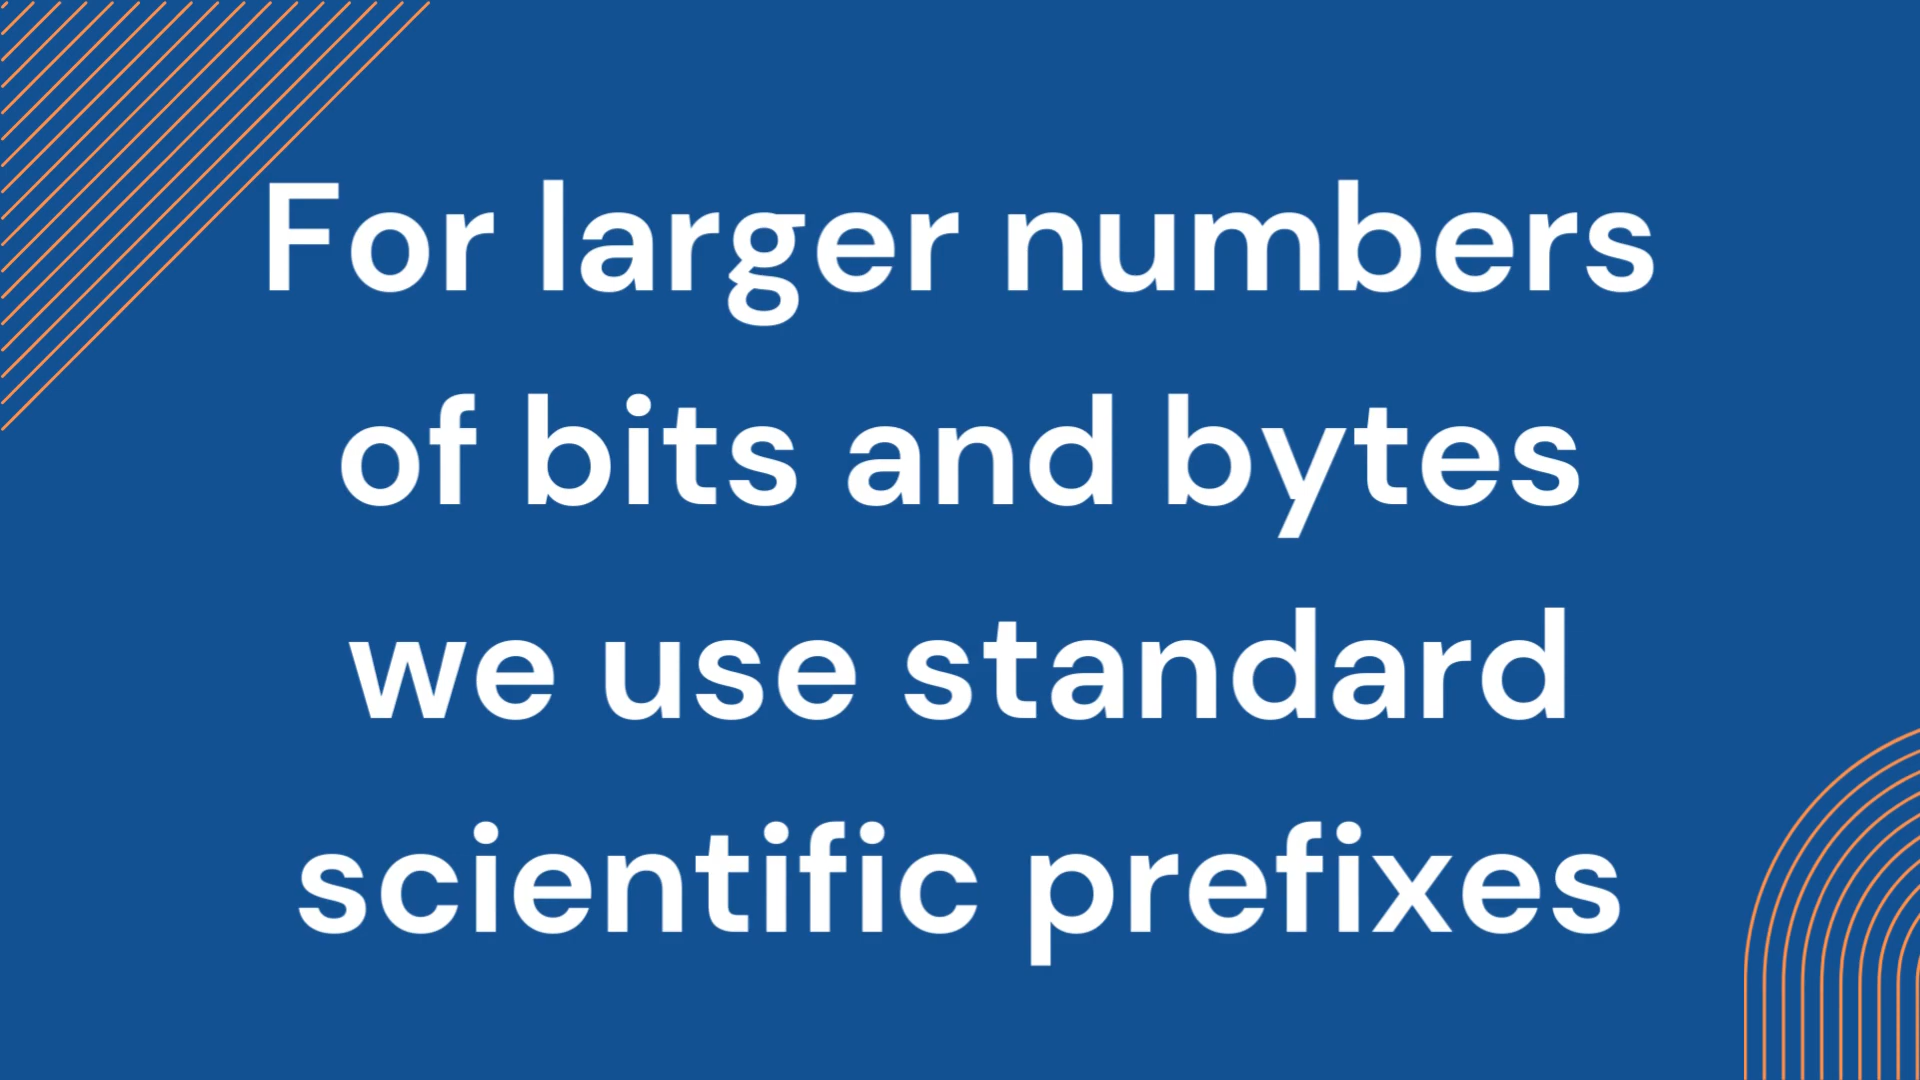 For larger numbers
of bits and bytes
we use standard
scientific prefixes